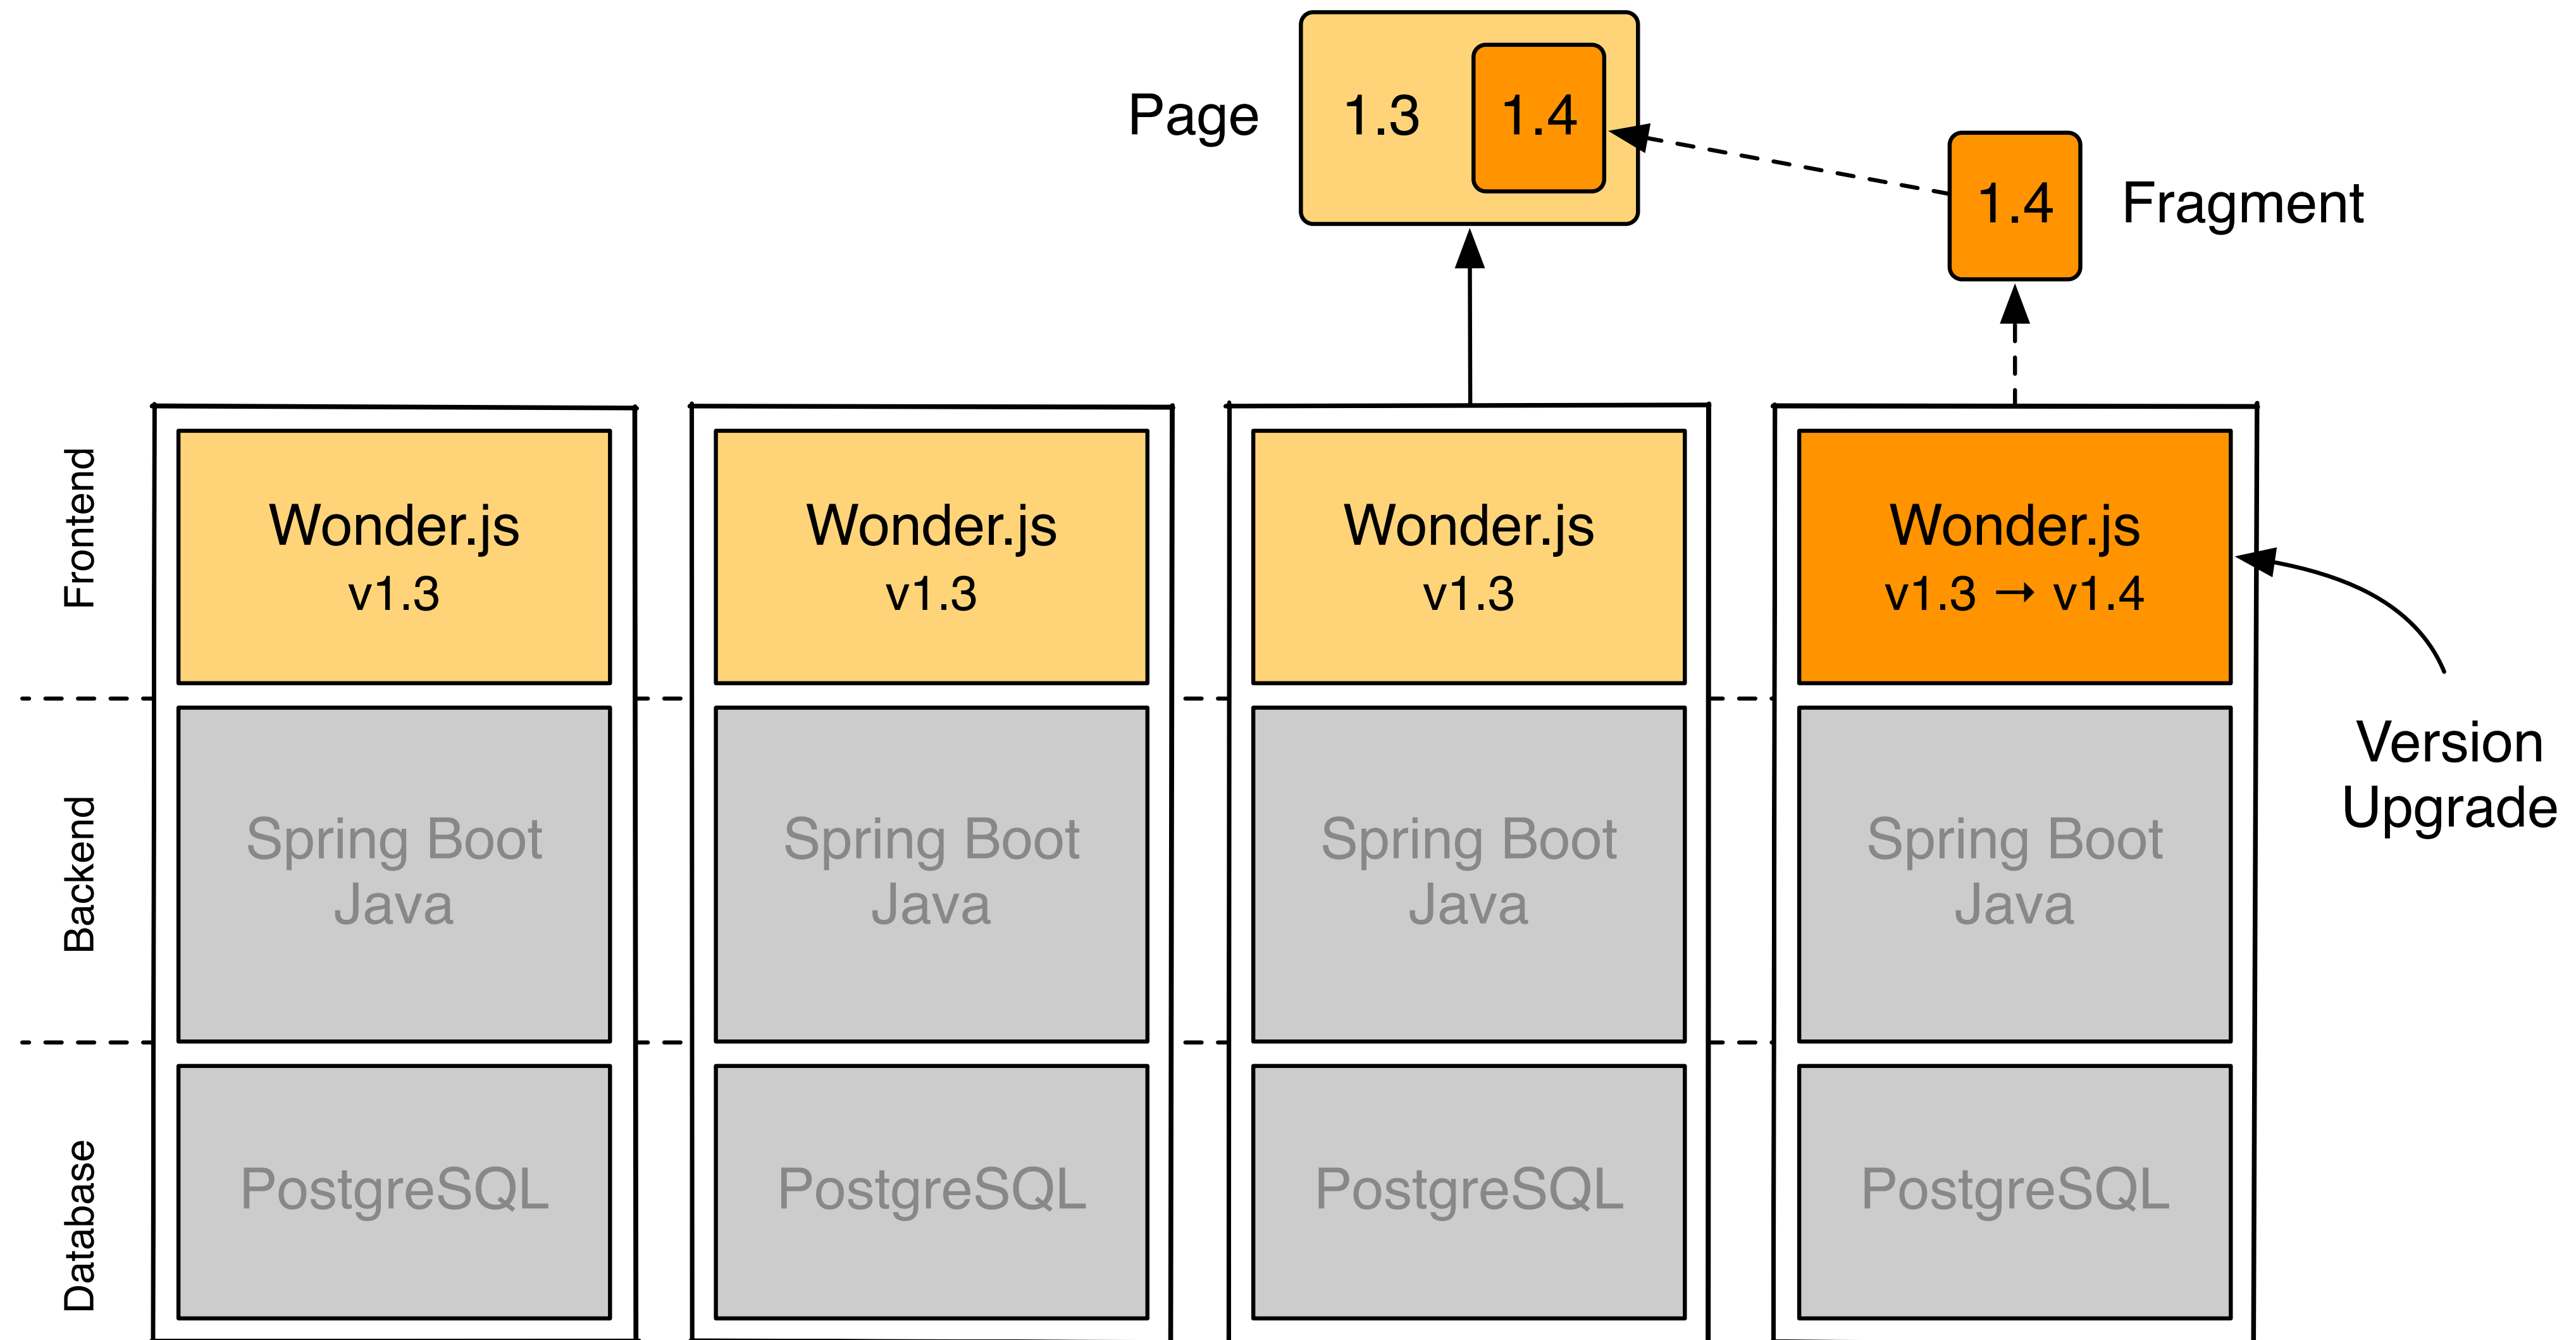 Page
1.3
1.4
1.4
Fragment
Frontend
Wonder.js
v1.3
Wonder.js
v1.3
Wonder.js
v1.3
Wonder.js
v1.3 → v1.4
Version
Upgrade
Backend
Spring Boot
Java
Spring Boot
Java
Spring Boot
Java
Spring Boot
Java
Database
PostgreSQL
PostgreSQL
PostgreSQL
PostgreSQL